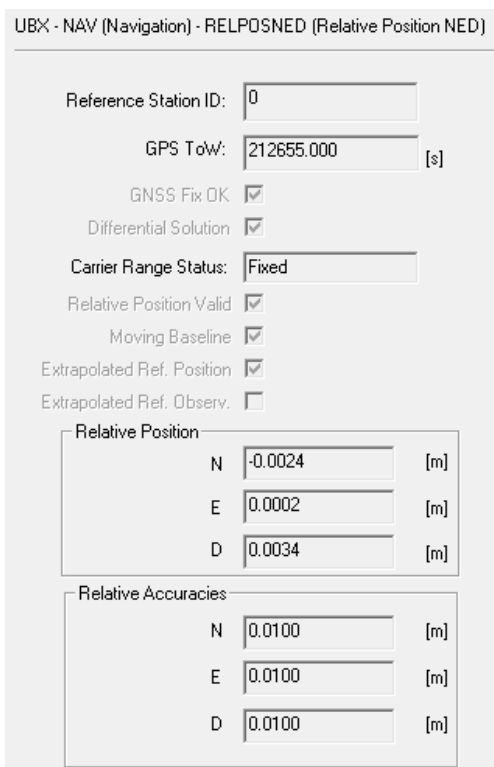 UBX - NAV (Navigation) - RELPOSNED (Relative Position NED)
Reference Station ID: 0
GPS ToW: 212655.000 [s]
GNSS Fix OK
Differential Solution
Carrier Range Status: Fixed
Relative Position Valid
Moving Baseline
Extrapolated Ref. Position
Extrapolated Ref. Observ.
Relative Position
N -0.0024 [m]
E 0.0002 [m]
D 0.0034 [m]
Relative Accuracies
N 0.0100 [m]
E 0.0100 [m]
D 0.0100 [m]